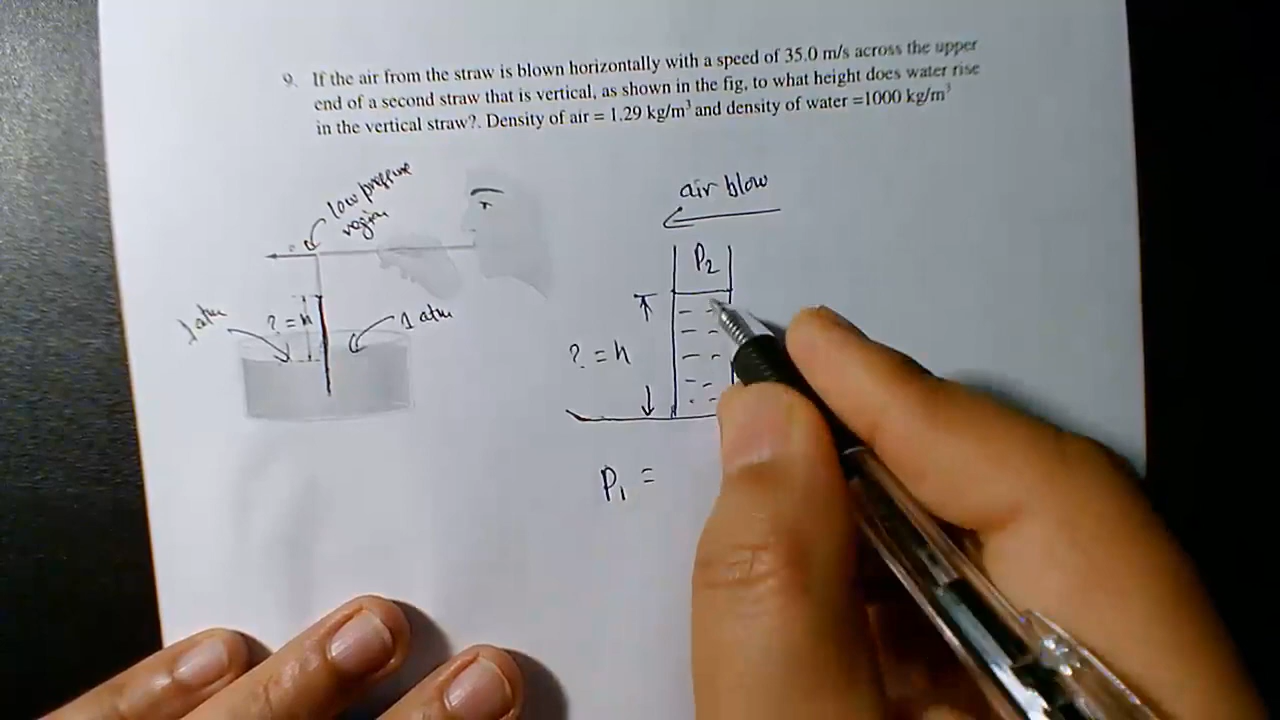 9. If the air from the straw is blown horizontally with a speed of 35.0 m/s across the upper
end of a second straw that is vertical, as shown in the fig, to what height does water rise
in the vertical straw?. Density of air = 1.29 kg/m³ and density of water =1000 kg/m³
low pressure
region
air blow
P₂
1 atm
? = h
1 atm
? = h
P₁ =